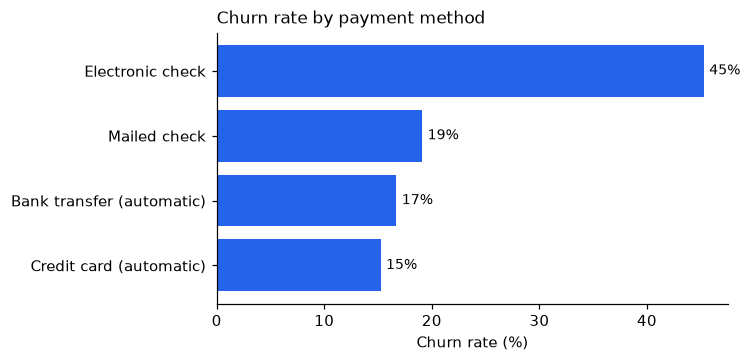 Churn rate by payment method
Electronic check 45%
Mailed check 19%
Bank transfer (automatic) 17%
Credit card (automatic) 15%
0 10 20 30 40
Churn rate (%)